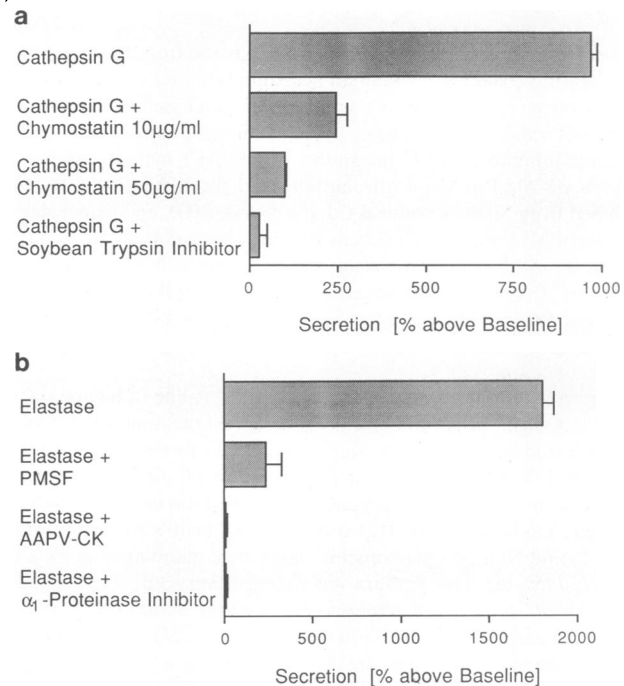 a
Cathepsin G
Cathepsin G +
Chymostatin 10µg/ml
Cathepsin G +
Chymostatin 50µg/ml
Cathepsin G +
Soybean Trypsin Inhibitor
0 250 500 750 1000
Secretion [% above Baseline]
b
Elastase
Elastase +
PMSF
Elastase +
AAPV-CK
Elastase +
α₁-Proteinase Inhibitor
0 500 1000 1500 2000
Secretion [% above Baseline]